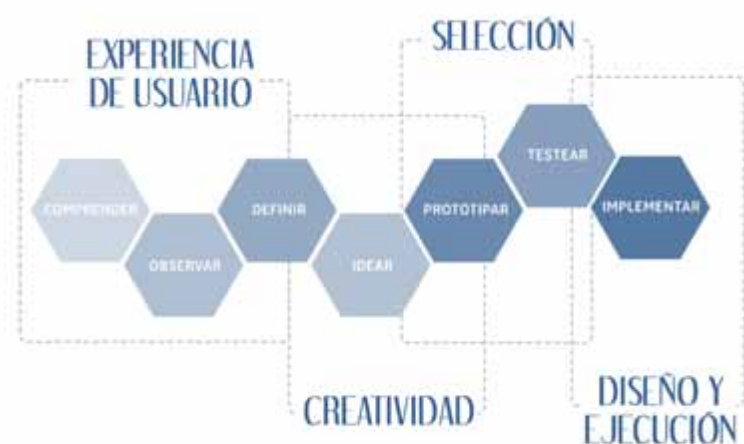 EXPERIENCIA
DE USUARIO
SELECCIÓN
COMPRENDER
OBSERVAR
DEFINIR
IDEAR
PROTOTIPAR
TESTEAR
IMPLEMENTAR
CREATIVIDAD
DISEÑO Y
EJECUCIÓN